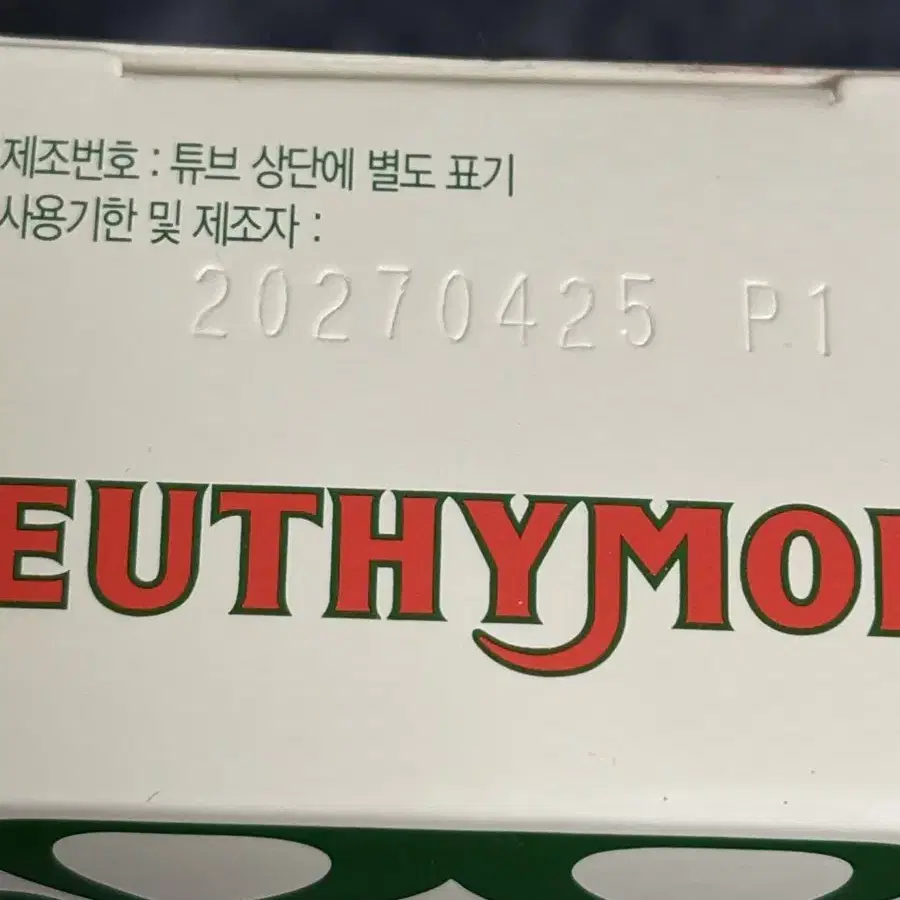 제조번호 : 튜브 상단에 별도 표기
사용기한 및 제조자 :
20270425 P1
EUTHYMO